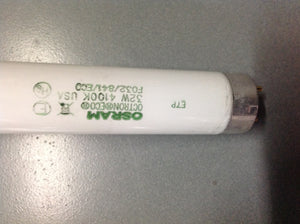 OSRAM
32W 4100K USA
OCTRON®ECO®
FO32/841/ECO
ETP